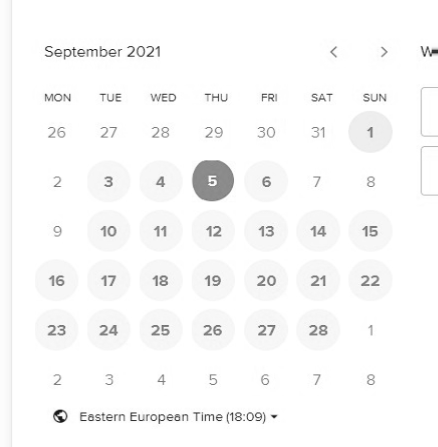 September 2021 < >
MON TUE WED THU FRI SAT SUN
26 27 28 29 30 31 1
2 3 4 5 6 7 8
9 10 11 12 13 14 15
16 17 18 19 20 21 22
23 24 25 26 27 28 1
2 3 4 5 6 7 8
Eastern European Time (18:09)